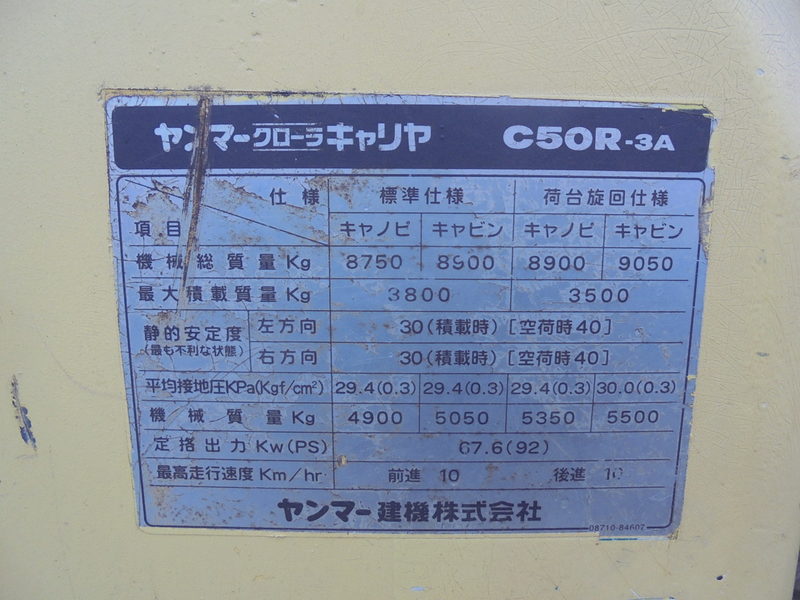 ヤンマークローラキャリヤ C50R-3A
仕様 標準仕様 荷台旋回仕様
項目 キャノピ キャビン キャノピ キャビン
機械総質量Kg 8750 8900 8900 9050
最大積載質量Kg 3800 3500
静的安定度 左方向 30(積載時)[空荷時40]
(最も不利な状態) 右方向 30(積載時)[空荷時40]
平均接地圧KPa(Kgf/cm²) 29.4(0.3) 29.4(0.3) 29.4(0.3) 30.0(0.3)
機械質量Kg 4900 5050 5350 5500
定格出力Kw(PS) 67.6(92)
最高走行速度Km/hr 前進 10 後進 10
ヤンマー建機株式会社
08710-84607